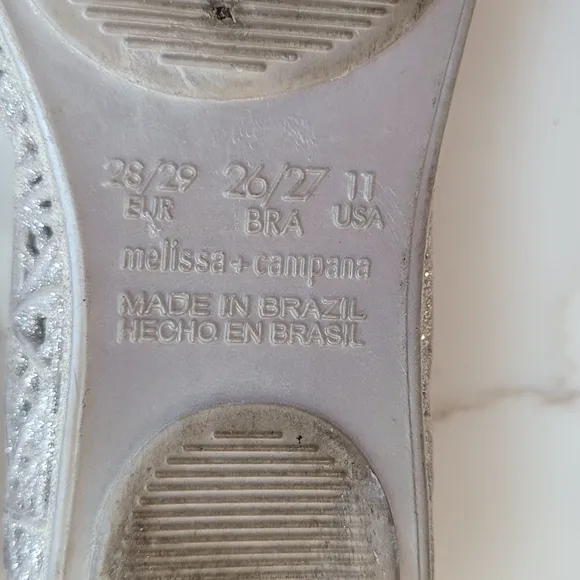 28/29 26/27 11
EUR BRA USA
melissa + campana
MADE IN BRAZIL
HECHO EN BRASIL